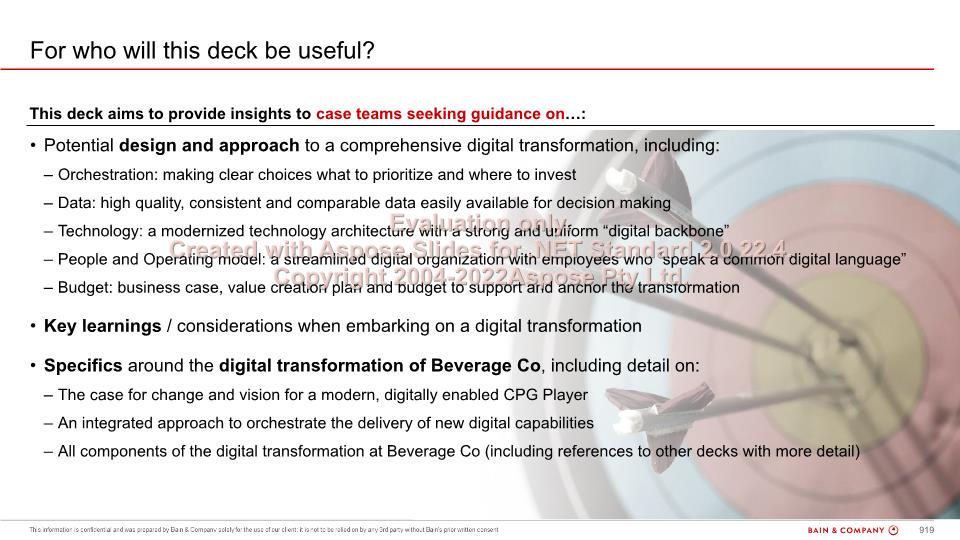 For who will this deck be useful?
This deck aims to provide insights to case teams seeking guidance on…:
• Potential design and approach to a comprehensive digital transformation, including:
– Orchestration: making clear choices what to prioritize and where to invest
– Data: high quality, consistent and comparable data easily available for decision making
Evaluation only.
– Technology: a modernized technology architecture with a strong and uniform “digital backbone”
Created with Aspose.Slides for .NET Standard 2.0 22.4.
– People and Operating model: a streamlined digital organization with employees who “speak a common digital language”
Copyright 2004-2022Aspose Pty Ltd.
– Budget: business case, value creation plan and budget to support and anchor the transformation
• Key learnings / considerations when embarking on a digital transformation
• Specifics around the digital transformation of Beverage Co, including detail on:
– The case for change and vision for a modern, digitally enabled CPG Player
– An integrated approach to orchestrate the delivery of new digital capabilities
– All components of the digital transformation at Beverage Co (including references to other decks with more detail)
This information is confidential and was prepared by Bain & Company solely for the use of our client; it is not to be relied on by any 3rd party without Bain's prior written consent
BAIN & COMPANY
919